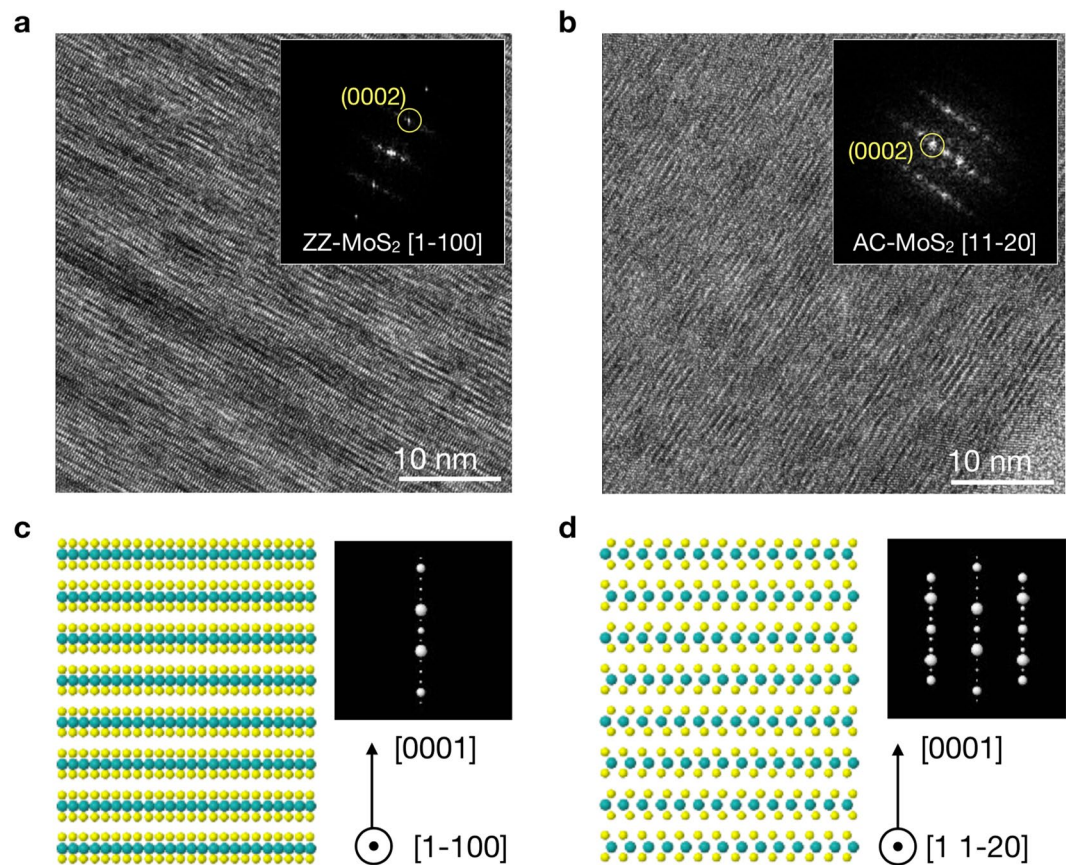 a
(0002)
ZZ-MoS₂ [1-100]
10 nm
b
(0002)
AC-MoS₂ [11-20]
10 nm
c
[0001]
[1-100]
d
[0001]
[1 1-20]